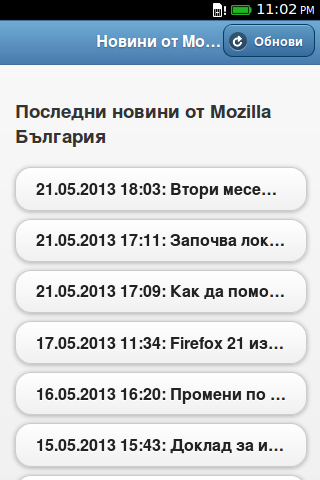 11:02 PM
Новини от Mo...
Обнови
Последни новини от Mozilla
България
21.05.2013 18:03: Втори месе...
21.05.2013 17:11: Започва лок...
21.05.2013 17:09: Как да помо...
17.05.2013 11:34: Firefox 21 из...
16.05.2013 16:20: Промени по ...
15.05.2013 15:43: Доклад за и...